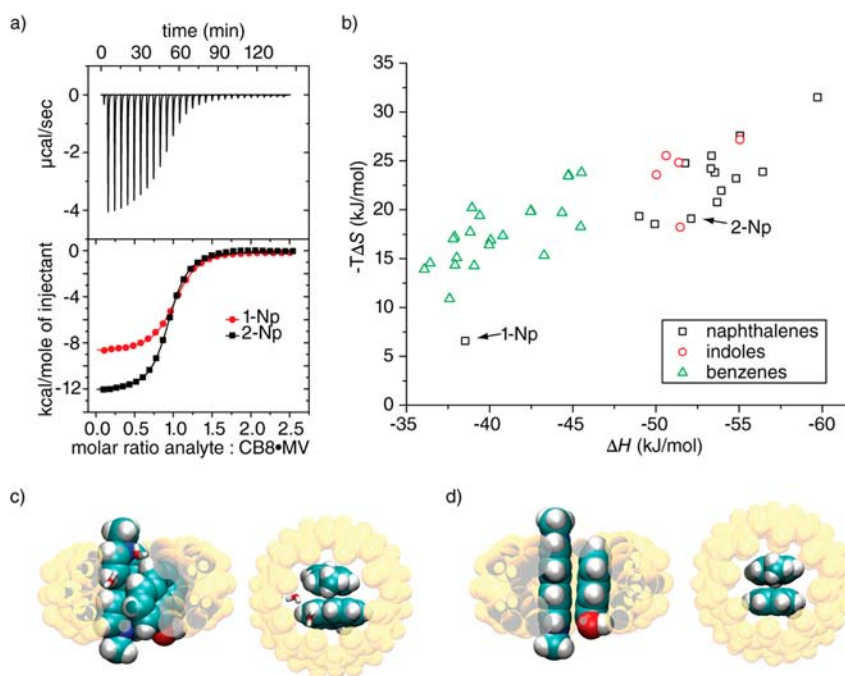 a)
time (min)
0 30 60 90 120
0
-2
-4
μcal/sec
0
-4
-8
-12
kcal/mole of injectant
1-Np
2-Np
0.0 0.5 1.0 1.5 2.0 2.5
molar ratio analyte : CB8•MV
b)
35
30
25
20
15
10
5
0
-TΔS (kJ/mol)
2-Np
1-Np
naphthalenes
indoles
benzenes
-35 -40 -45 -50 -55 -60
ΔH (kJ/mol)
c)
d)